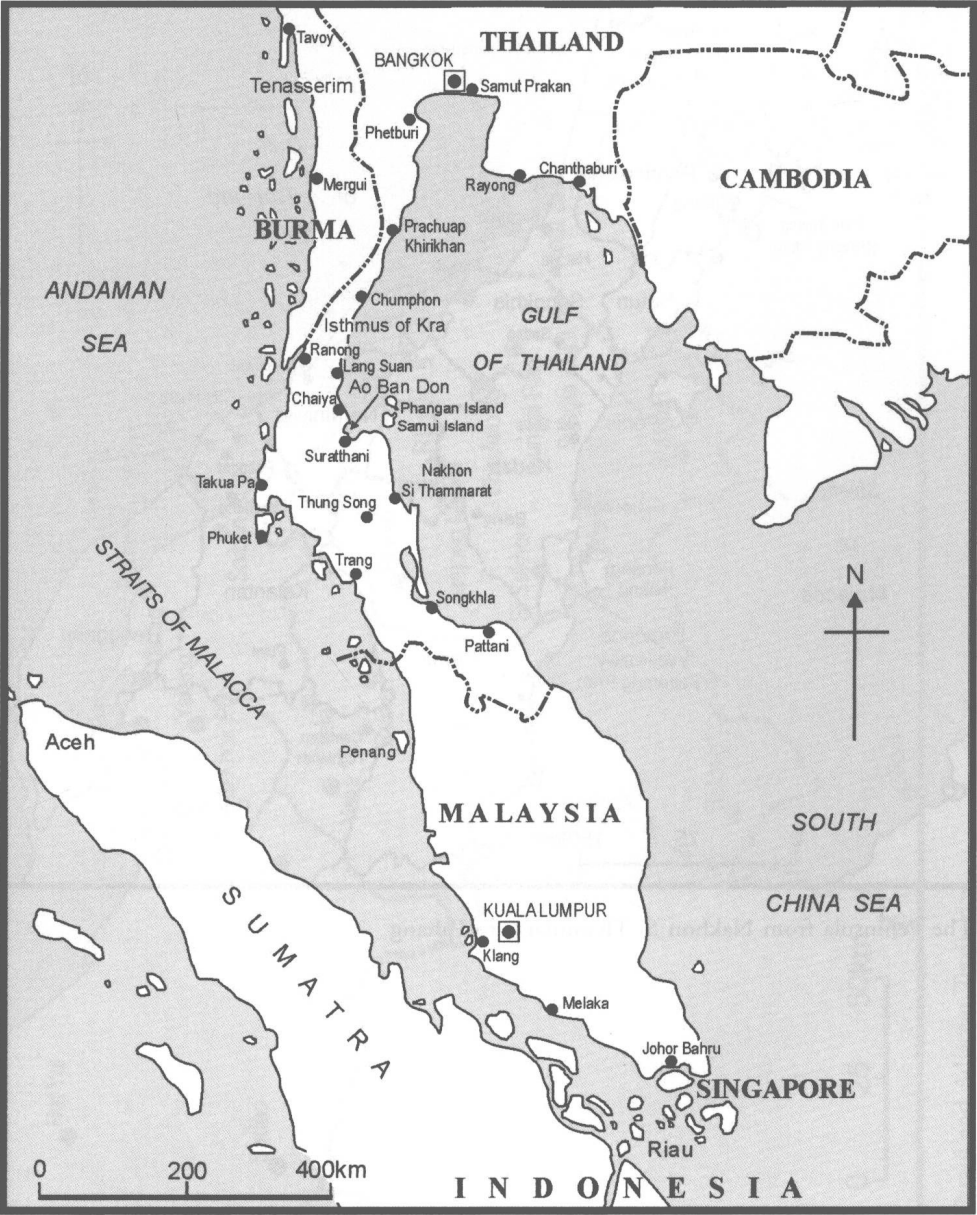 Tavoy
THAILAND
BANGKOK
Samut Prakan
Tenasserim
Phetburi
Mergui
Rayong
Chanthaburi
CAMBODIA
BURMA
Prachuap
Khirikhan
ANDAMAN
SEA
Chumphon
Isthmus of Kra
GULF
OF THAILAND
Ranong
Lang Suan
Ao Ban Don
Chaiya
Phangan Island
Samui Island
Suratthani
Takua Pa
Nakhon
Si Thammarat
Thung Song
Phuket
Trang
STRAITS OF MALACCA
N
Songkhla
Pattani
Aceh
Penang
MALAYSIA
SOUTH
CHINA SEA
SUMATRA
KUALA LUMPUR
Klang
Melaka
Johor Bahru
SINGAPORE
Riau
0 200 400km
INDONESIA